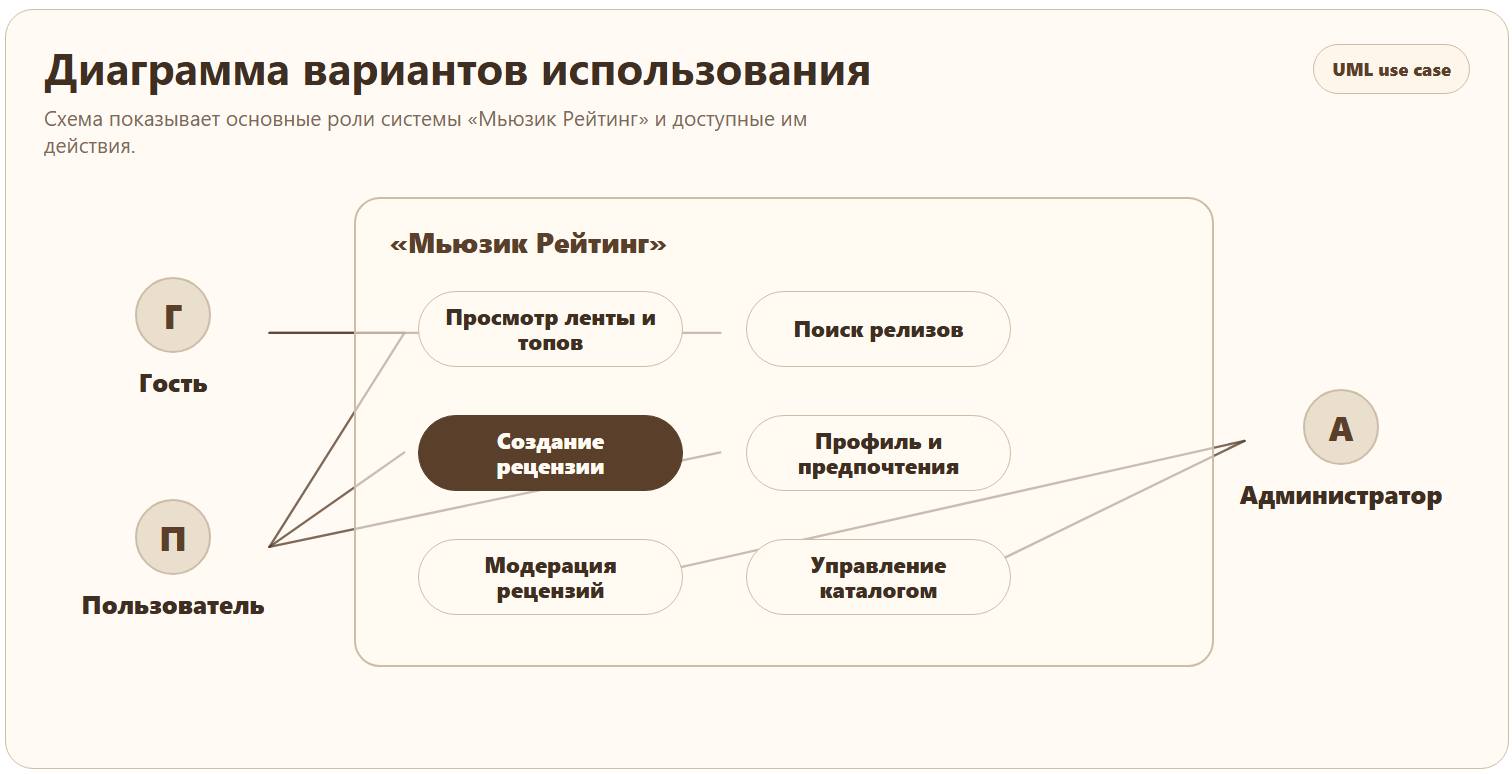 Диаграмма вариантов использования
UML use case
Схема показывает основные роли системы «Мьюзик Рейтинг» и доступные им
действия.
«Мьюзик Рейтинг»
Г
Гость
Просмотр ленты и
топов
Поиск релизов
Создание
рецензии
Профиль и
предпочтения
А
Администратор
П
Пользователь
Модерация
рецензий
Управление
каталогом